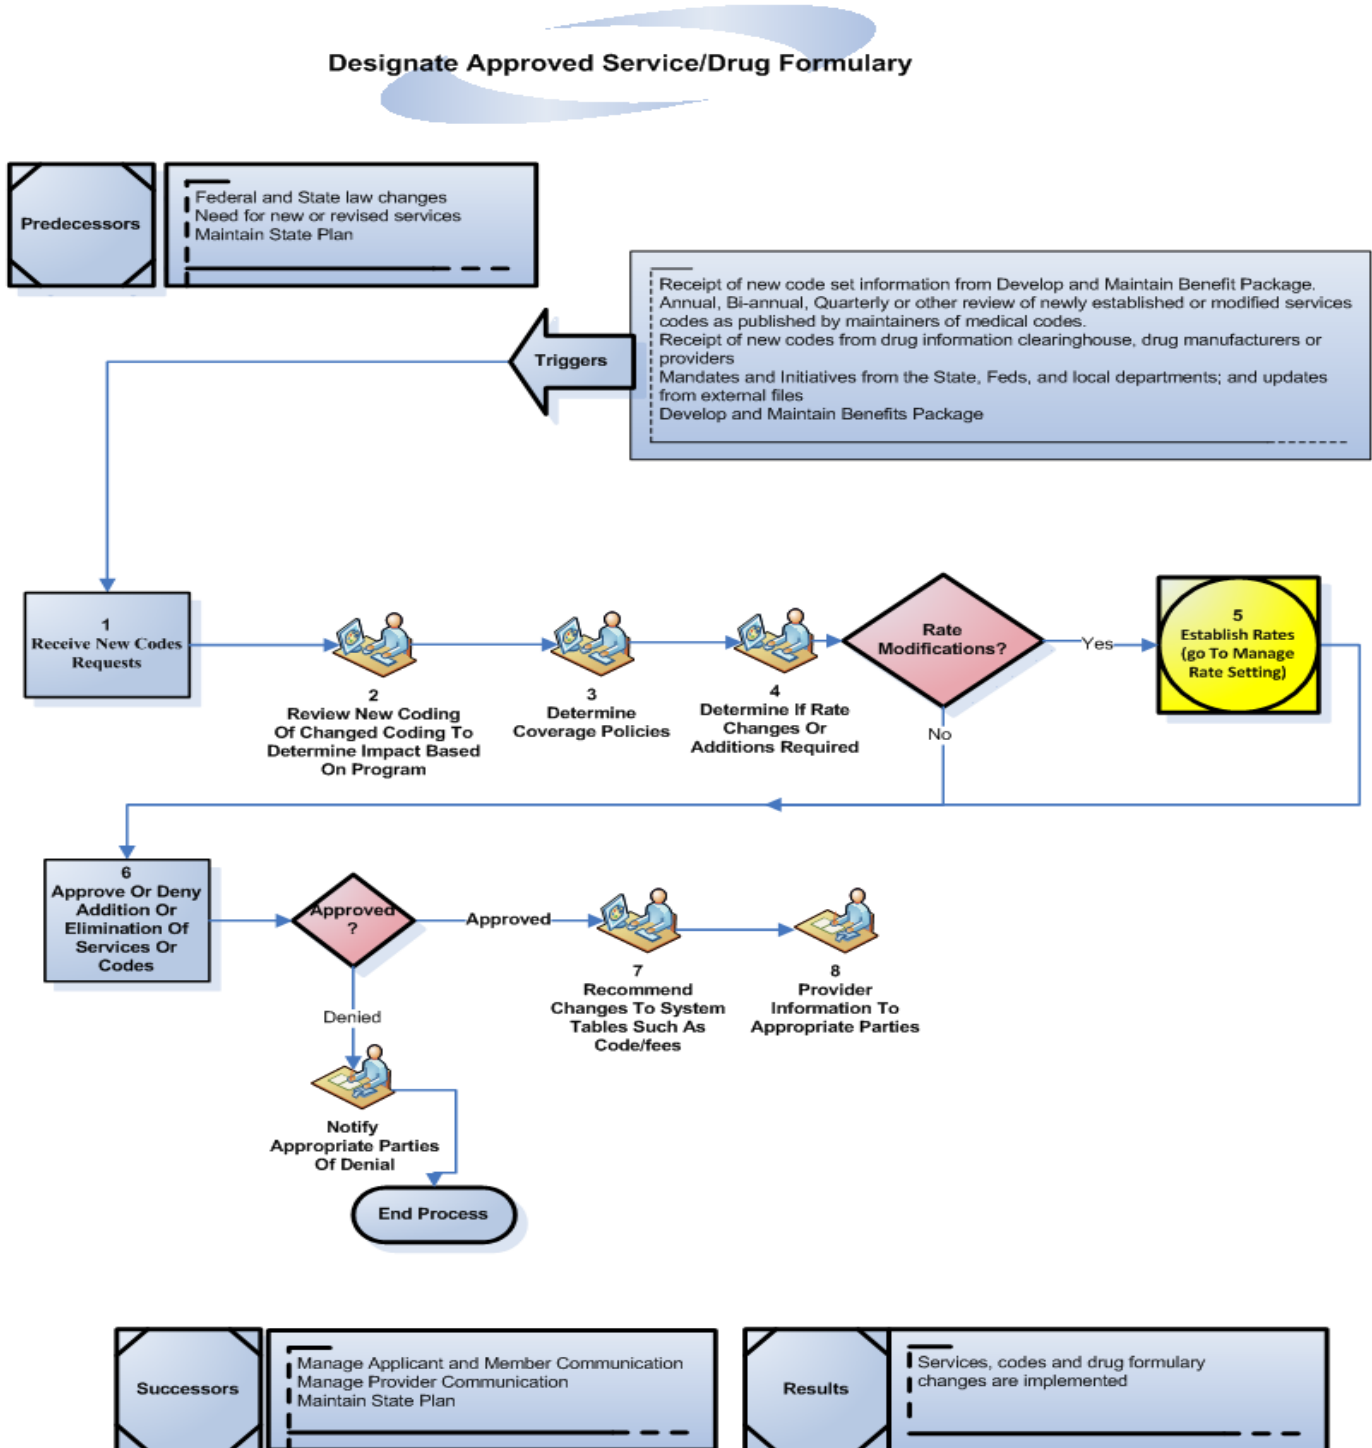 Designate Approved Service/Drug Formulary
Predecessors
Federal and State law changes
Need for new or revised services
Maintain State Plan
Triggers
Receipt of new code set information from Develop and Maintain Benefit Package.
Annual, Bi-annual, Quarterly or other review of newly established or modified services
codes as published by maintainers of medical codes.
Receipt of new codes from drug information clearinghouse, drug manufacturers or
providers
Mandates and Initiatives from the State, Feds, and local departments; and updates
from external files
Develop and Maintain Benefits Package
1
Receive New Codes
Requests
2
Review New Coding
Of Changed Coding To
Determine Impact Based
On Program
3
Determine
Coverage Policies
4
Determine If Rate
Changes Or
Additions Required
Rate
Modifications?
Yes
No
5
Establish Rates
(go To Manage
Rate Setting)
6
Approve Or Deny
Addition Or
Elimination Of
Services Or
Codes
Approved
?
Approved
Denied
7
Recommend
Changes To System
Tables Such As
Code/fees
8
Provider
Information To
Appropriate Parties
Notify
Appropriate Parties
Of Denial
End Process
Successors
Manage Applicant and Member Communication
Manage Provider Communication
Maintain State Plan
Results
Services, codes and drug formulary
changes are implemented